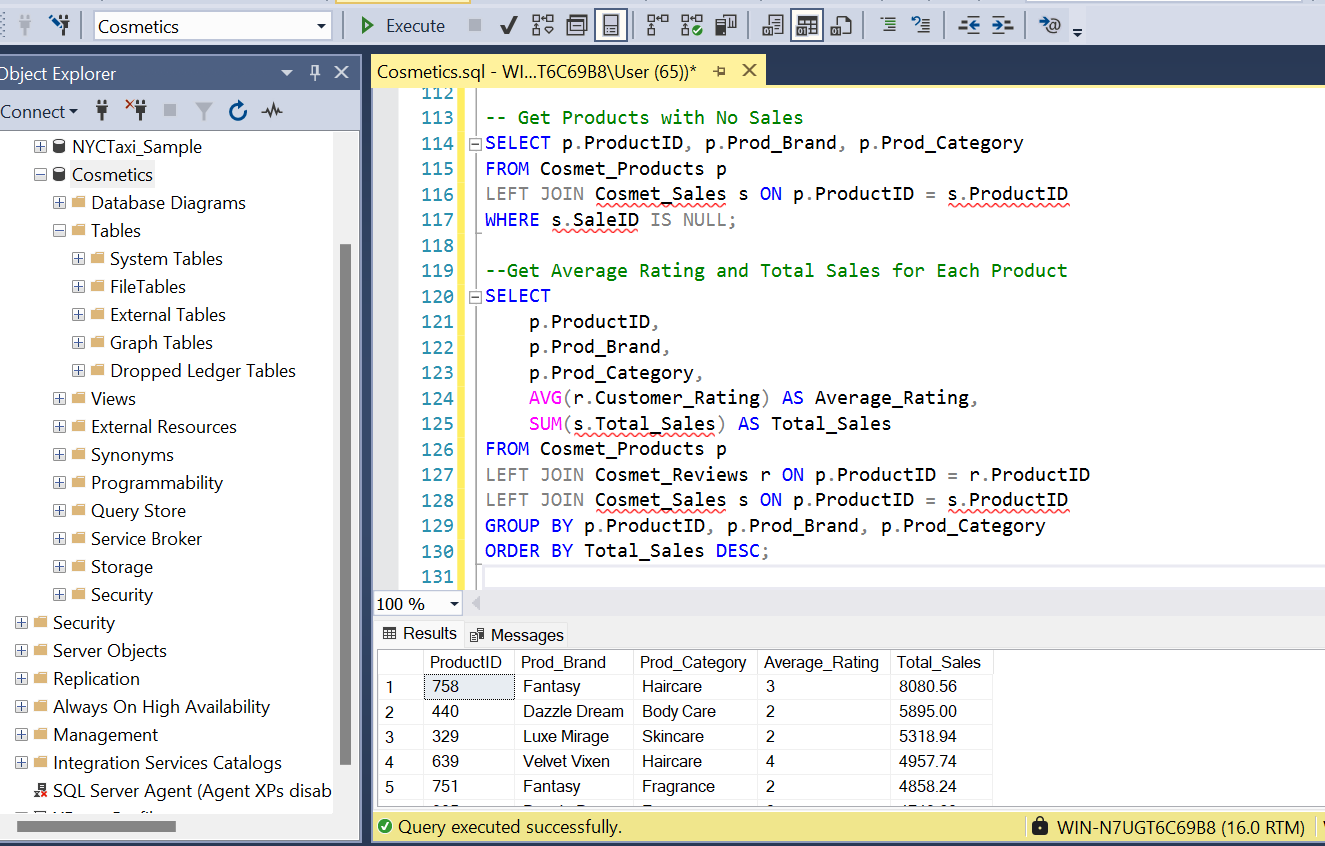 Cosmetics
Execute
Object Explorer
Connect
NYCTaxi_Sample
Cosmetics
Database Diagrams
Tables
System Tables
FileTables
External Tables
Graph Tables
Dropped Ledger Tables
Views
External Resources
Synonyms
Programmability
Query Store
Service Broker
Storage
Security
Security
Server Objects
Replication
Always On High Availability
Management
Integration Services Catalogs
SQL Server Agent (Agent XPs disab
Cosmetics.sql - WI...T6C69B8\User (65))*
112
113 -- Get Products with No Sales
114 SELECT p.ProductID, p.Prod_Brand, p.Prod_Category
115 FROM Cosmet_Products p
116 LEFT JOIN Cosmet_Sales s ON p.ProductID = s.ProductID
117 WHERE s.SaleID IS NULL;
118
119 --Get Average Rating and Total Sales for Each Product
120 SELECT
121 p.ProductID,
122 p.Prod_Brand,
123 p.Prod_Category,
124 AVG(r.Customer_Rating) AS Average_Rating,
125 SUM(s.Total_Sales) AS Total_Sales
126 FROM Cosmet_Products p
127 LEFT JOIN Cosmet_Reviews r ON p.ProductID = r.ProductID
128 LEFT JOIN Cosmet_Sales s ON p.ProductID = s.ProductID
129 GROUP BY p.ProductID, p.Prod_Brand, p.Prod_Category
130 ORDER BY Total_Sales DESC;
131
100 %
Results Messages
ProductID Prod_Brand Prod_Category Average_Rating Total_Sales
1 758 Fantasy Haircare 3 8080.56
2 440 Dazzle Dream Body Care 2 5895.00
3 329 Luxe Mirage Skincare 2 5318.94
4 639 Velvet Vixen Haircare 4 4957.74
5 751 Fantasy Fragrance 2 4858.24
Query executed successfully.
WIN-N7UGT6C69B8 (16.0 RTM)